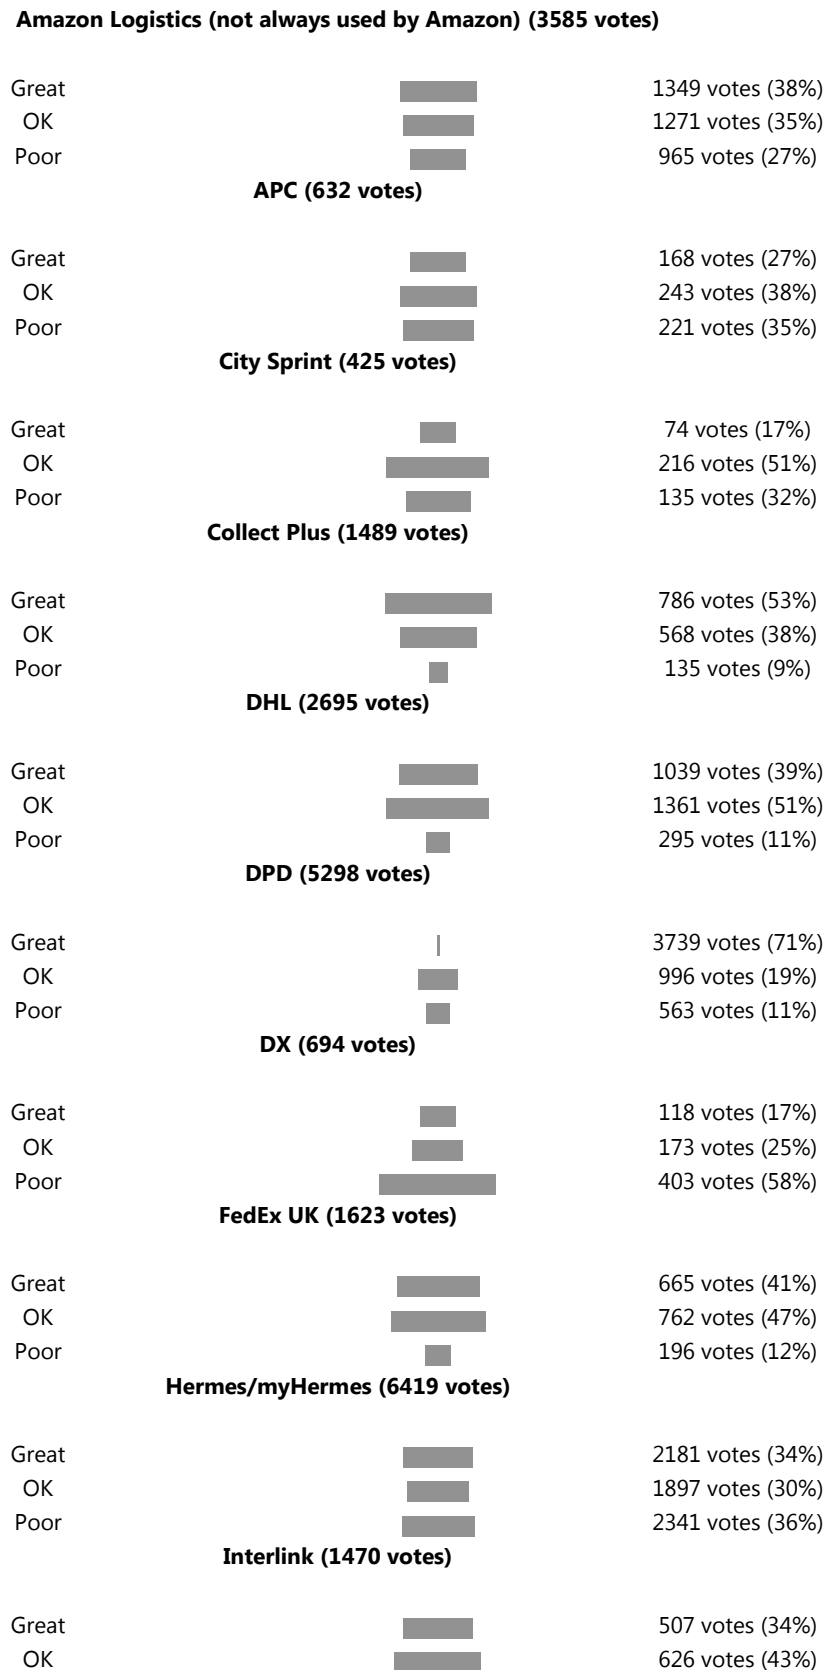 Amazon Logistics (not always used by Amazon) (3585 votes)
Great 1349 votes (38%)
OK 1271 votes (35%)
Poor 965 votes (27%)
APC (632 votes)
Great 168 votes (27%)
OK 243 votes (38%)
Poor 221 votes (35%)
City Sprint (425 votes)
Great 74 votes (17%)
OK 216 votes (51%)
Poor 135 votes (32%)
Collect Plus (1489 votes)
Great 786 votes (53%)
OK 568 votes (38%)
Poor 135 votes (9%)
DHL (2695 votes)
Great 1039 votes (39%)
OK 1361 votes (51%)
Poor 295 votes (11%)
DPD (5298 votes)
Great 3739 votes (71%)
OK 996 votes (19%)
Poor 563 votes (11%)
DX (694 votes)
Great 118 votes (17%)
OK 173 votes (25%)
Poor 403 votes (58%)
FedEx UK (1623 votes)
Great 665 votes (41%)
OK 762 votes (47%)
Poor 196 votes (12%)
Hermes/myHermes (6419 votes)
Great 2181 votes (34%)
OK 1897 votes (30%)
Poor 2341 votes (36%)
Interlink (1470 votes)
Great 507 votes (34%)
OK 626 votes (43%)